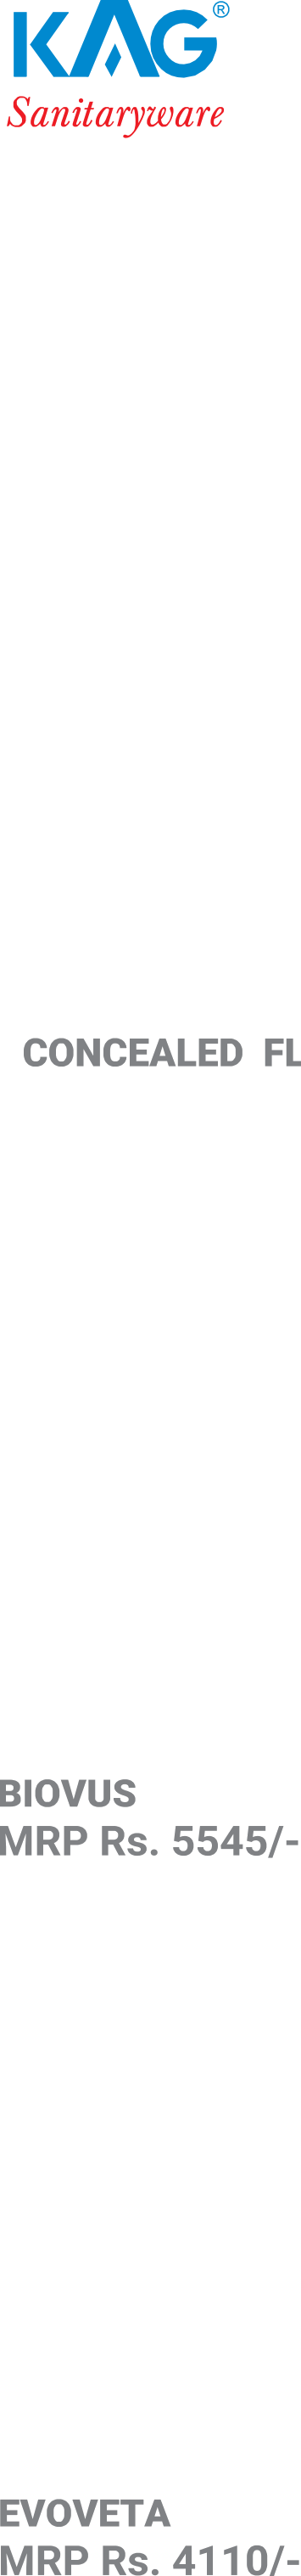 KAG®
Sanitaryware
CONCEALED FL
BIOVUS
MRP Rs. 5545/-
EVOVETA
MRP Rs. 4110/-